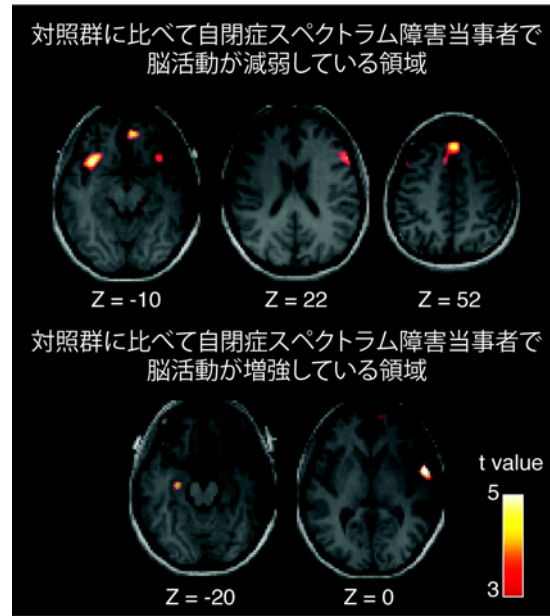 対照群に比べて自閉症スペクトラム障害当事者で
脳活動が減弱している領域
Z = -10
Z = 22
Z = 52
対照群に比べて自閉症スペクトラム障害当事者で
脳活動が増強している領域
t value
5
3
Z = -20
Z = 0